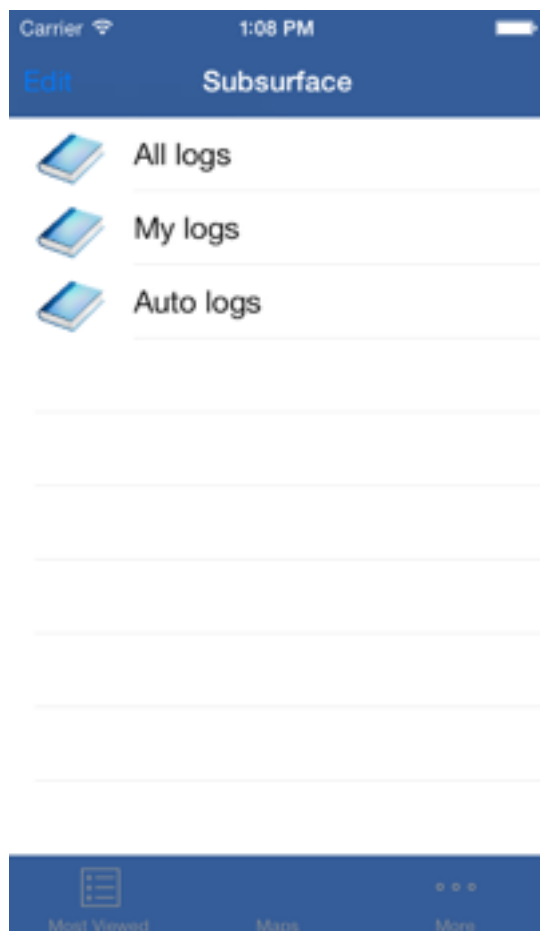 Carrier 1:08 PM
Edit Subsurface
All logs
My logs
Auto logs
Most Viewed Maps More